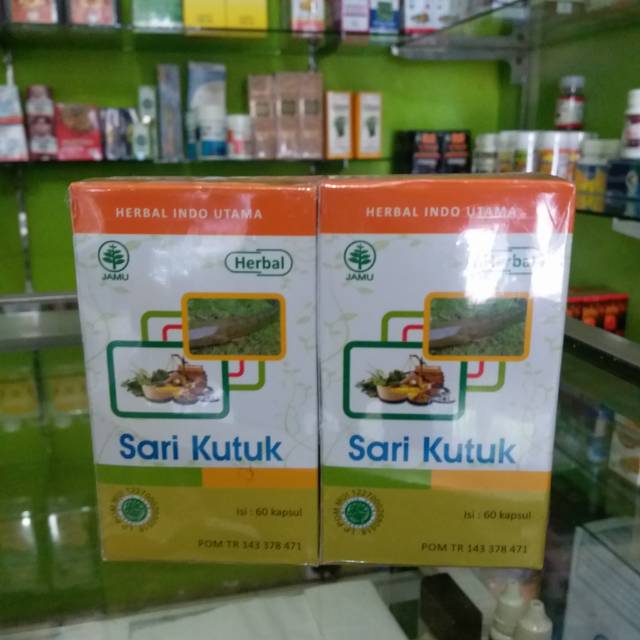 HERBAL INDO UTAMA
JAMU
Herbal
Sari Kutuk
Isi : 60 kapsul
POM TR 143 378 471
HERBAL INDO UTAMA
JAMU
Herbal
Sari Kutuk
Isi : 60 kapsul
POM TR 143 378 471